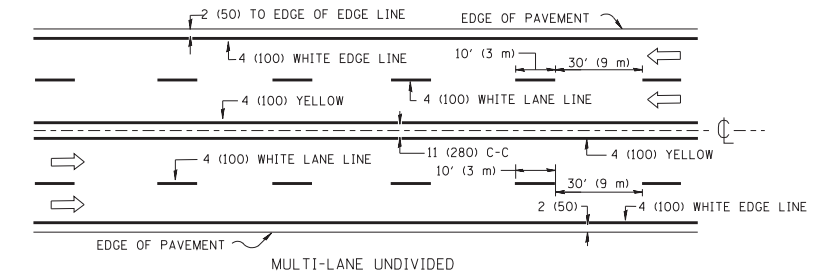 2 (50) TO EDGE OF EDGE LINE
EDGE OF PAVEMENT
4 (100) WHITE EDGE LINE
10' (3 m)
30' (9 m)
4 (100) YELLOW
4 (100) WHITE LANE LINE
℄
4 (100) WHITE LANE LINE
11 (280) C-C
4 (100) YELLOW
10' (3 m)
30' (9 m)
2 (50)
4 (100) WHITE EDGE LINE
EDGE OF PAVEMENT
MULTI-LANE UNDIVIDED